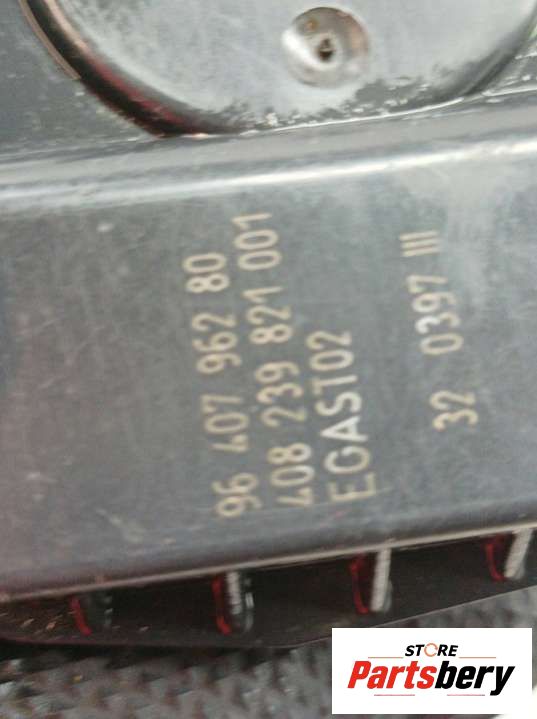 96 407 962 80
408 239 821 001
EGAST02
32 0397 III
STORE
Partsbery